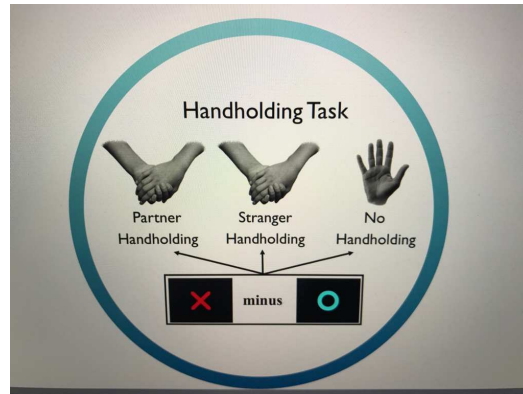 Handholding Task
Partner
Handholding
Stranger
Handholding
No
Handholding
minus